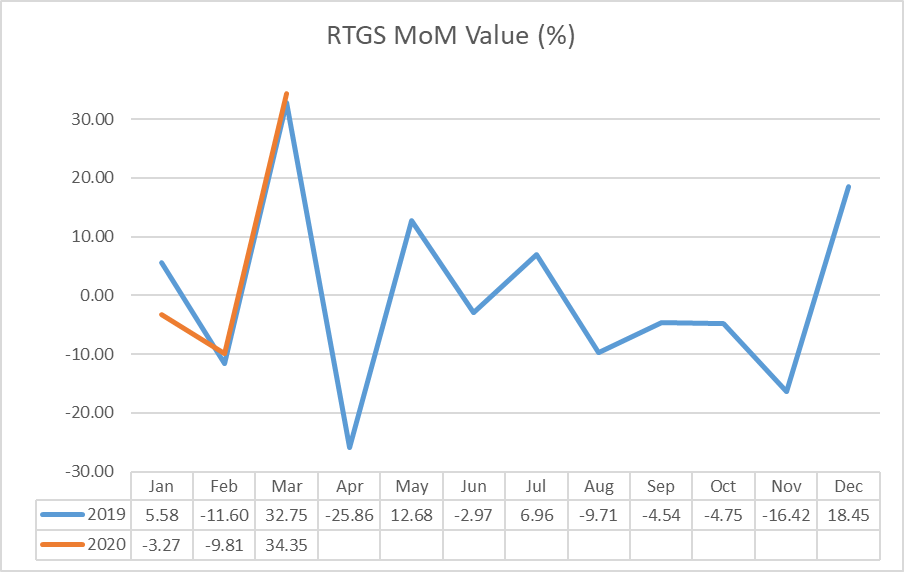 RTGS MoM Value (%)
30.00
20.00
10.00
0.00
-10.00
-20.00
-30.00
Jan Feb Mar Apr May Jun Jul Aug Sep Oct Nov Dec
2019 5.58 -11.60 32.75 -25.86 12.68 -2.97 6.96 -9.71 -4.54 -4.75 -16.42 18.45
2020 -3.27 -9.81 34.35